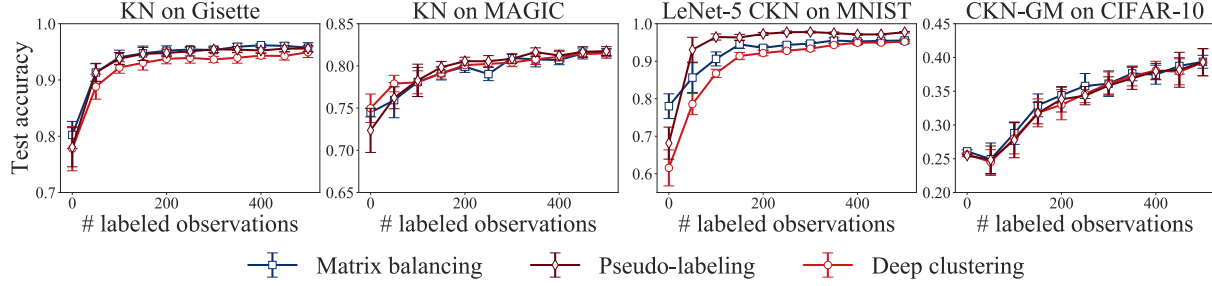 KN on Gisette
KN on MAGIC
LeNet-5 CKN on MNIST
CKN-GM on CIFAR-10
Test accuracy
1.0
0.9
0.8
0.7
0
200
400
# labeled observations
0.85
0.80
0.75
0.70
0.65
0
200
400
# labeled observations
1.0
0.9
0.8
0.7
0.6
0
200
400
# labeled observations
0.40
0.35
0.30
0.25
0.20
0
200
400
# labeled observations
Matrix balancing
Pseudo-labeling
Deep clustering